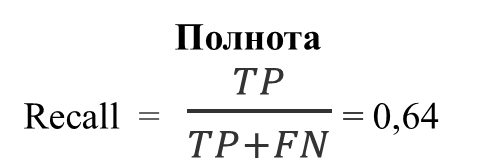 Полнота
Recall = TP / TP+FN = 0,64